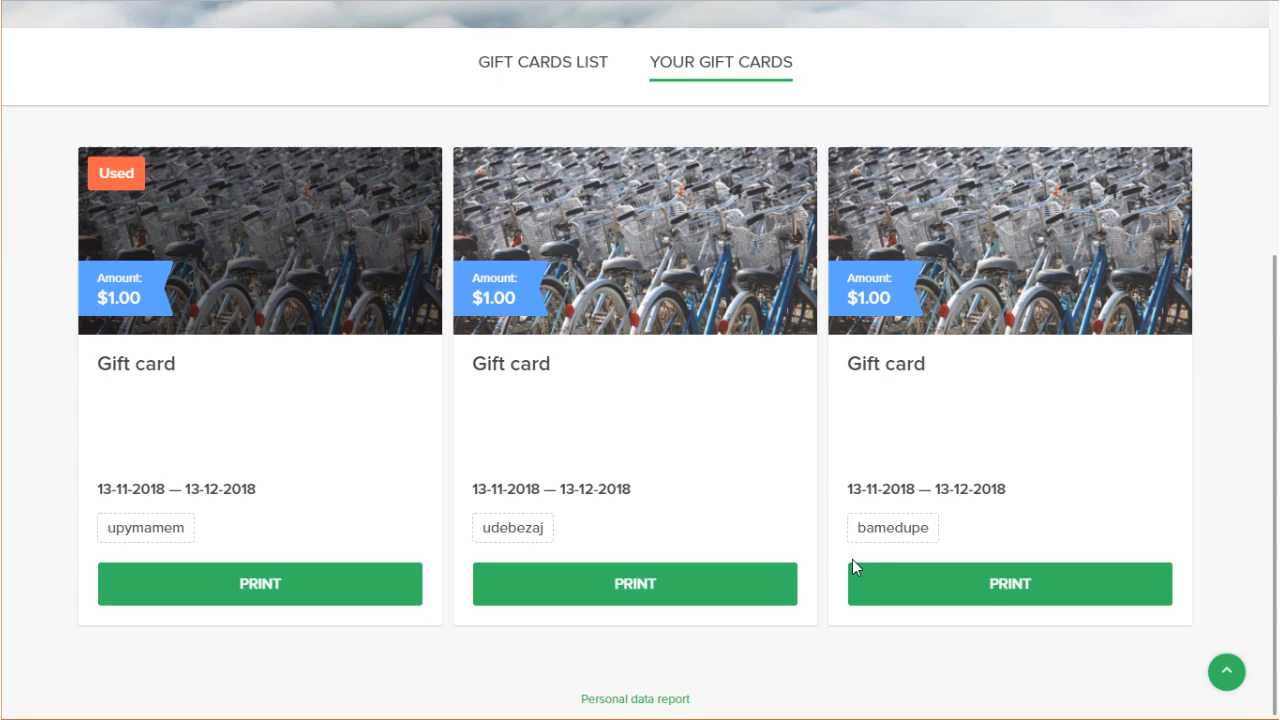 GIFT CARDS LIST
YOUR GIFT CARDS
Used
Amount:
$1.00
Gift card
13-11-2018 — 13-12-2018
upymamem
PRINT
Amount:
$1.00
Gift card
13-11-2018 — 13-12-2018
udebezaj
PRINT
Amount:
$1.00
Gift card
13-11-2018 — 13-12-2018
bamedupe
PRINT
Personal data report